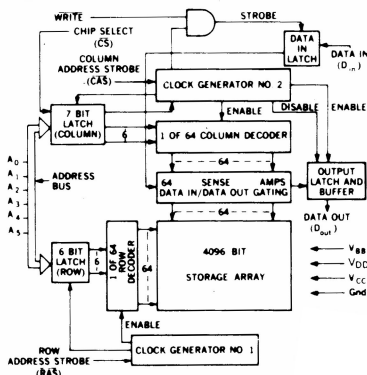 WRITE
STROBE
CHIP SELECT
(CS)
DATA
IN
LATCH
DATA IN
(Din)
COLUMN
ADDRESS STROBE
(CAS)
CLOCK GENERATOR NO 2
ENABLE
DISABLE
ENABLE
7 BIT
LATCH
(COLUMN)
6
1 OF 64 COLUMN DECODER
64
A0
A1
A2
A3
A4
A5
ADDRESS
BUS
64
SENSE AMPS
DATA IN/DATA OUT GATING
OUTPUT
LATCH AND
BUFFER
64
DATA OUT
(Dout)
6 BIT
LATCH
(ROW)
6
1 OF 64
ROW
DECODER
64
4096 BIT
STORAGE ARRAY
VBB
VDD
VCC
Gnd
ENABLE
ROW
ADDRESS STROBE
(RAS)
CLOCK GENERATOR NO 1